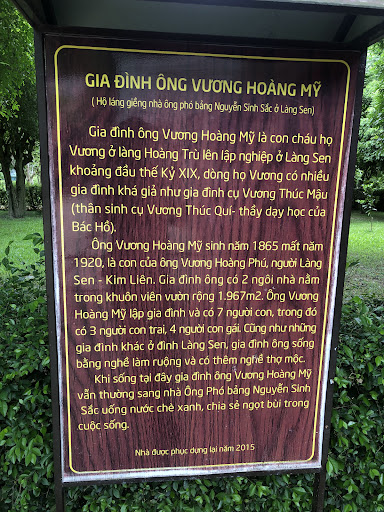 GIA ĐÌNH ÔNG VƯƠNG HOÀNG MỸ
( Hộ láng giềng nhà ông phó bảng Nguyễn Sinh Sắc ở Làng Sen)
Gia đình ông Vương Hoàng Mỹ là con cháu họ
Vương ở làng Hoàng Trù lên lập nghiệp ở Làng Sen
khoảng đầu thế Kỷ XIX, dòng họ Vương có nhiều
gia đình khá giả như gia đình cụ Vương Thúc Mậu
(thân sinh cụ Vương Thúc Quí- thầy dạy học của
Bác Hồ).
Ông Vương Hoàng Mỹ sinh năm 1865 mất năm
1920, là con của ông Vương Hoàng Phú, người Làng
Sen - Kim Liên. Gia đình ông có 2 ngôi nhà nằm
trong khuôn viên vườn rộng 1.967m2. Ông Vương
Hoàng Mỹ lập gia đình và có 7 người con, trong đó
có 3 người con trai, 4 người con gái. Cũng như những
gia đình khác ở đình Làng Sen, gia đình ông sống
bằng nghề làm ruộng và có thêm nghề thợ mộc.
Khi sống tại đây gia đình ông Vương Hoàng Mỹ
vẫn thường sang nhà Ông Phó bảng Nguyễn Sinh
Sắc uống nước chè xanh, chia sẻ ngọt bùi trong
cuộc sống.
Nhà được phục dựng lại năm 2015